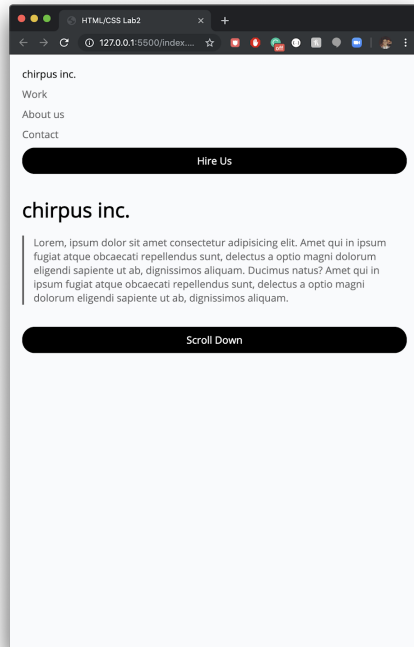 HTML/CSS Lab2
127.0.0.1:5500/index....
off
chirpus inc.
Work
About us
Contact
Hire Us
chirpus inc.
Lorem, ipsum dolor sit amet consectetur adipisicing elit. Amet qui in ipsum
fugiat atque obcaecati repellendus sunt, delectus a optio magni dolorum
eligendi sapiente ut ab, dignissimos aliquam. Ducimus natus? Amet qui in
ipsum fugiat atque obcaecati repellendus sunt, delectus a optio magni
dolorum eligendi sapiente ut ab, dignissimos aliquam.
Scroll Down